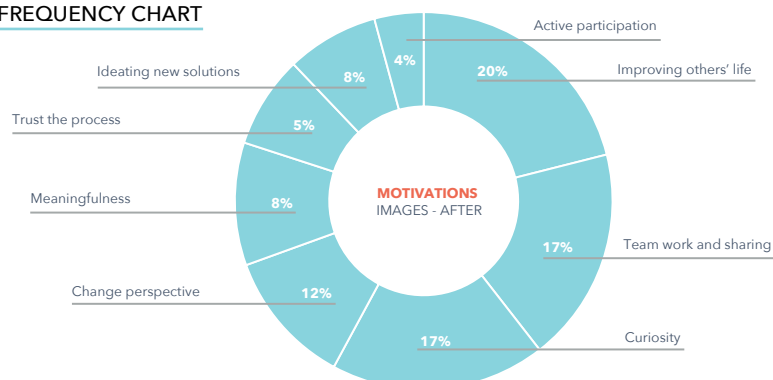 FREQUENCY CHART
Active participation
4%
Improving others' life
20%
Ideating new solutions
8%
Trust the process
5%
Meaningfulness
8%
MOTIVATIONS
IMAGES - AFTER
Team work and sharing
17%
Change perspective
12%
Curiosity
17%